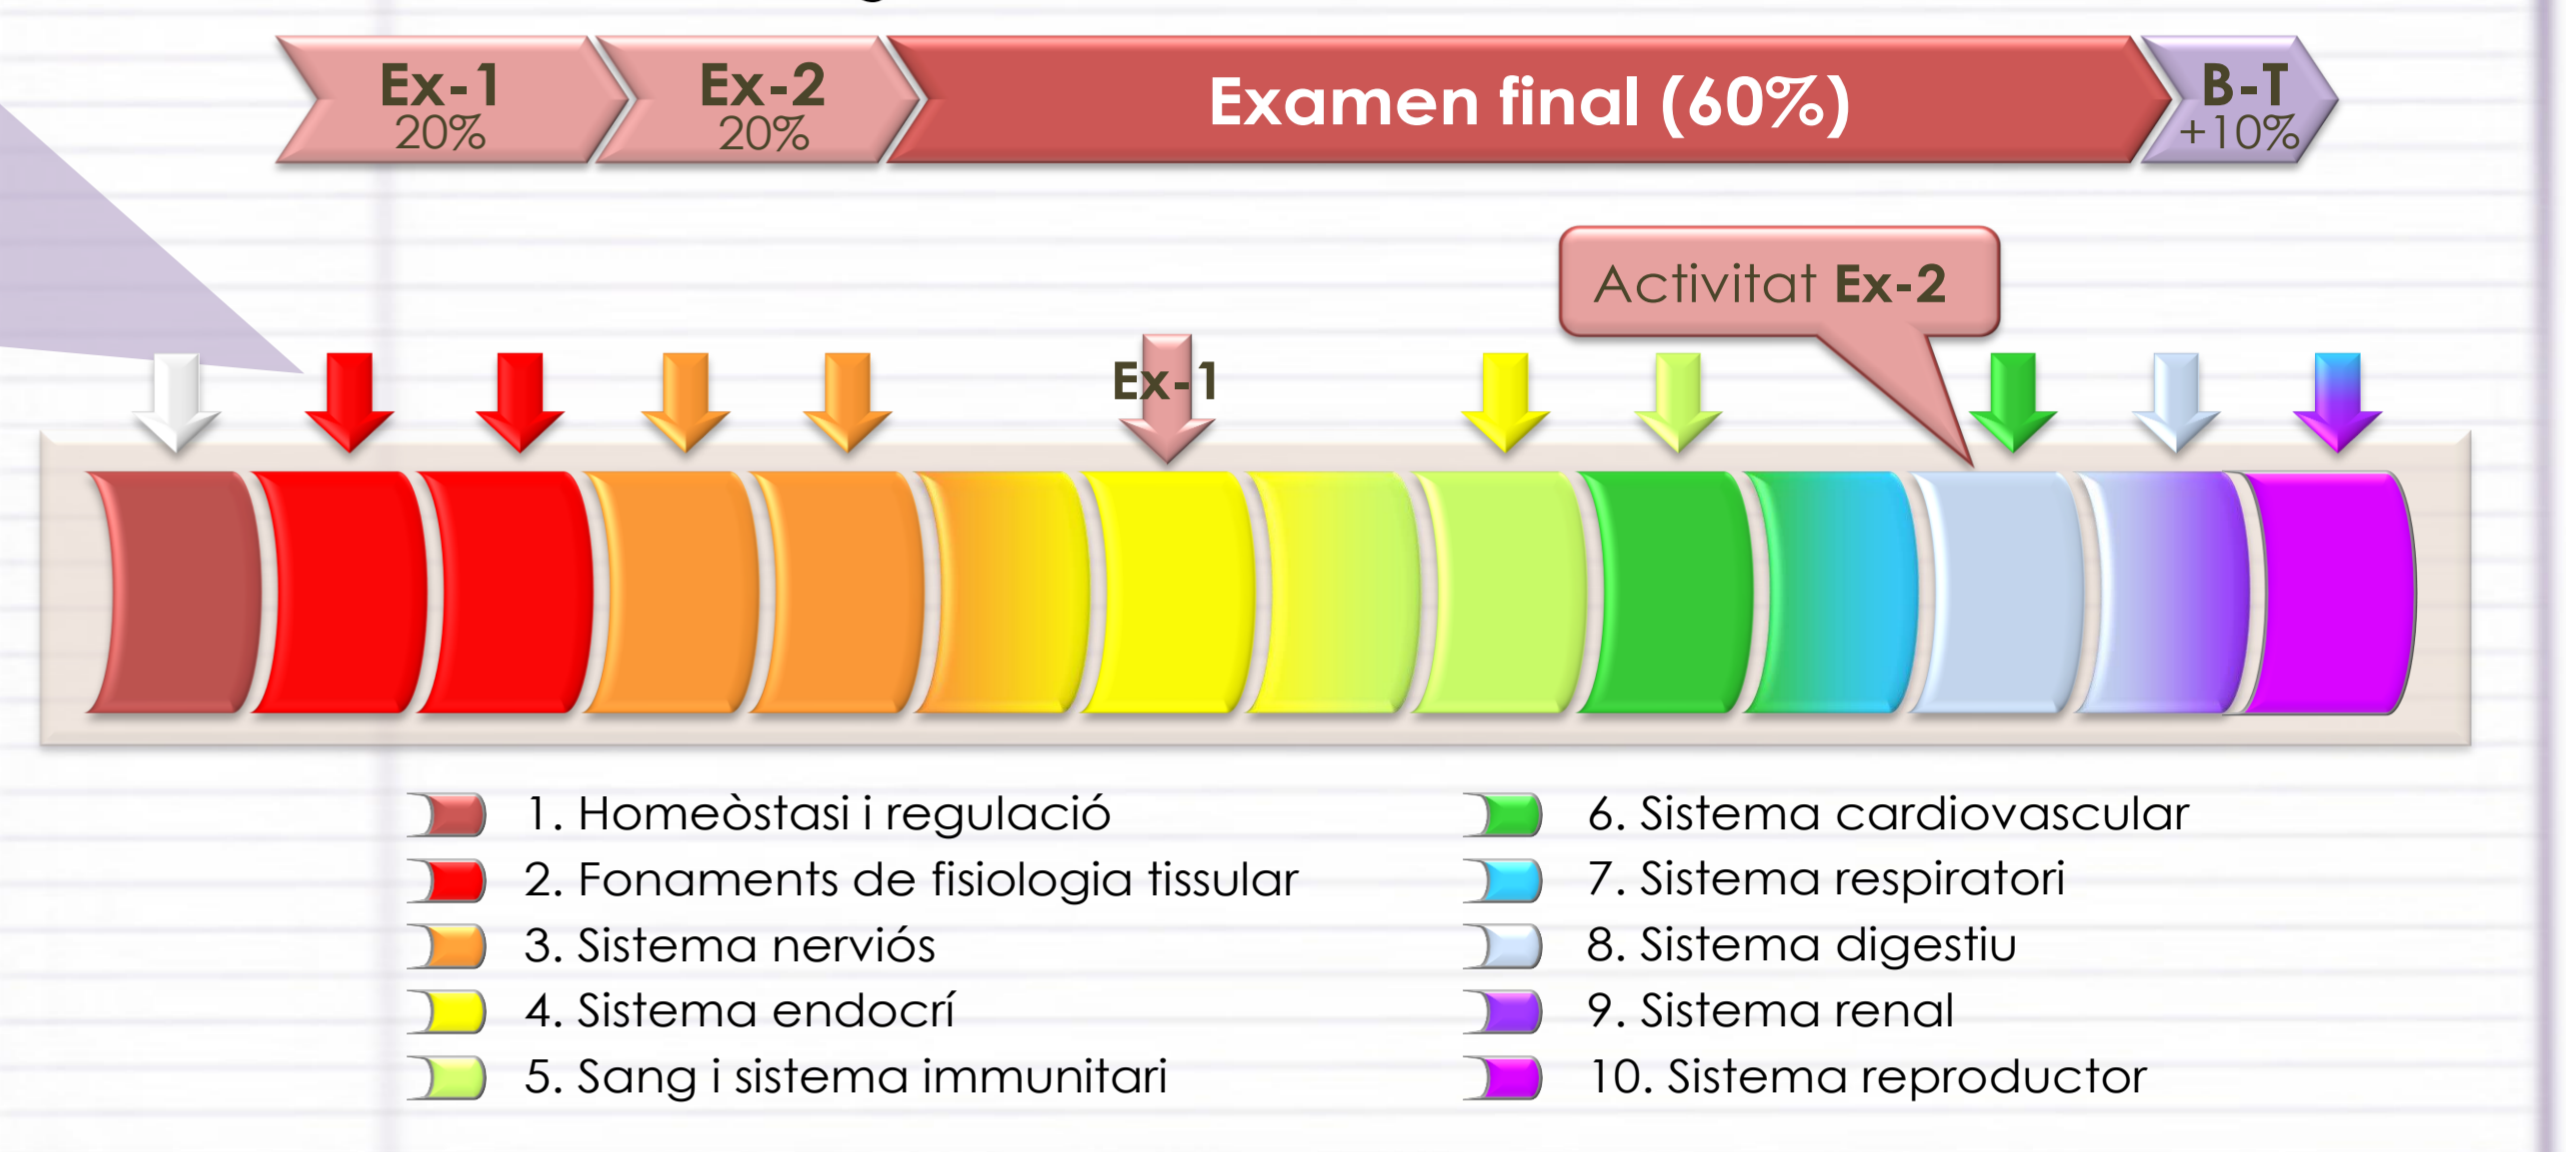 Ex-1
20%
Ex-2
20%
Examen final (60%)
B-T
+10%
Activitat Ex-2
Ex-1
1. Homeòstasi i regulació
2. Fonaments de fisiologia tissular
3. Sistema nerviós
4. Sistema endocrí
5. Sang i sistema immunitari
6. Sistema cardiovascular
7. Sistema respiratori
8. Sistema digestiu
9. Sistema renal
10. Sistema reproductor